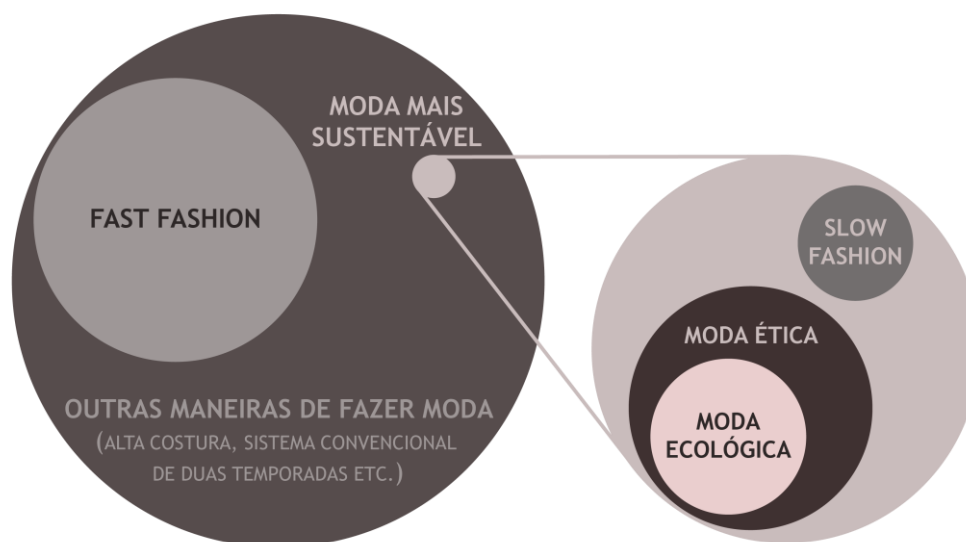 MODA MAIS
SUSTENTÁVEL
FAST FASHION
OUTRAS MANEIRAS DE FAZER MODA
(ALTA COSTURA, SISTEMA CONVENCIONAL
DE DUAS TEMPORADAS ETC.)
SLOW
FASHION
MODA ÉTICA
MODA
ECOLÓGICA